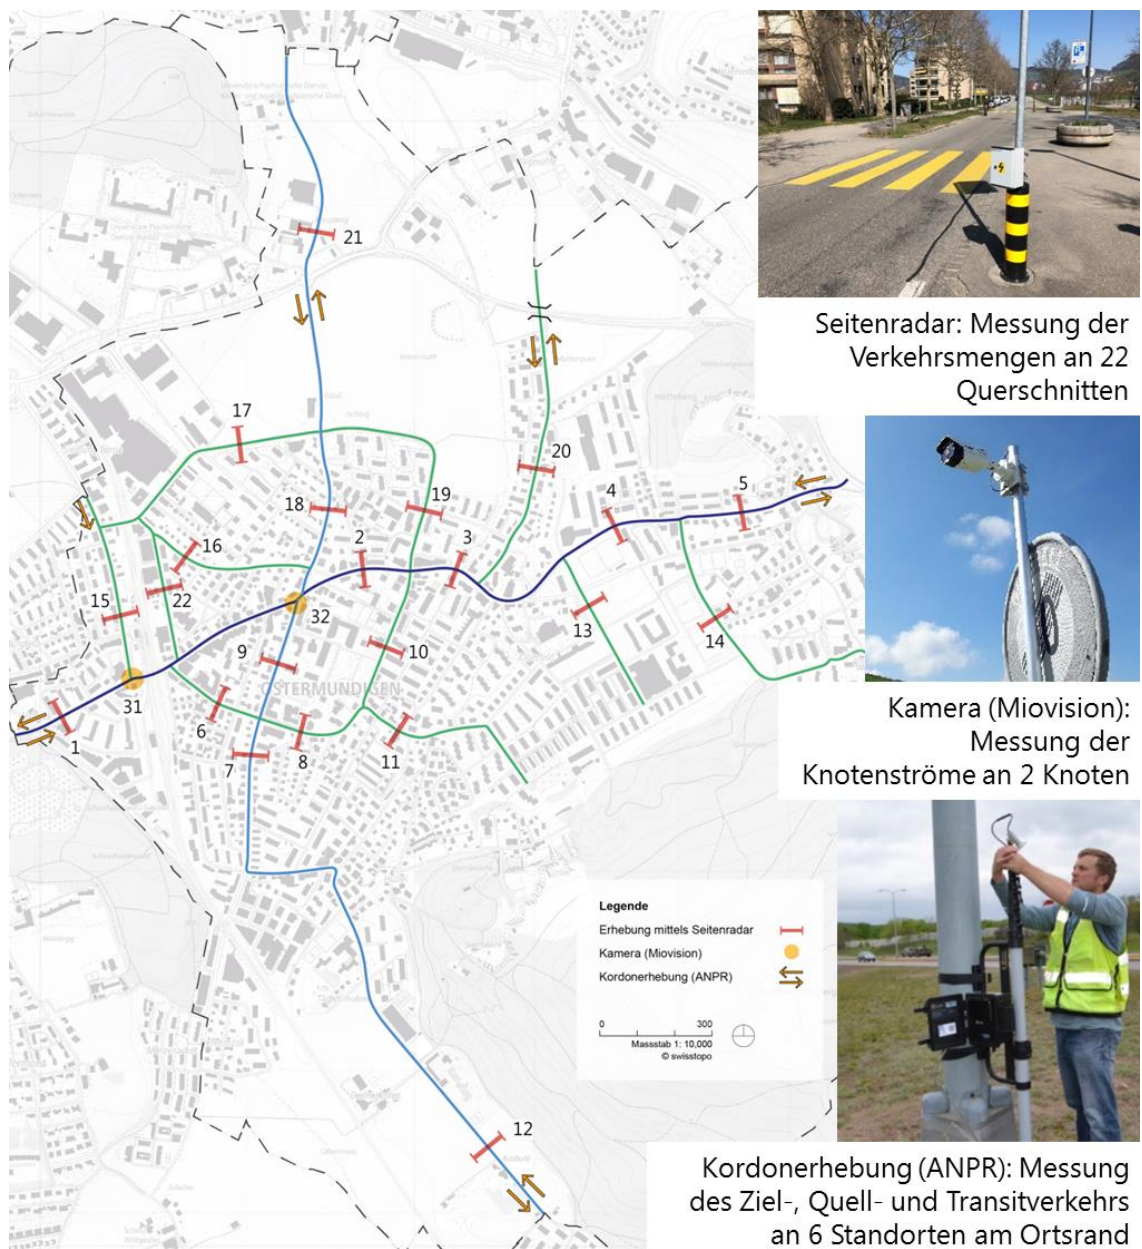 21
17
20
18
19
4
5
16
2
3
15
22
32
13
14
9
10
OSTERMUNDIGEN
31
6
1
7
8
11
12
Legende
Erhebung mittels Seitenradar
Kamera (Miovision)
Kordonerhebung (ANPR)
0 300
Massstab 1: 10,000
© swisstopo
Seitenradar: Messung der
Verkehrsmengen an 22
Querschnitten
Kamera (Miovision):
Messung der
Knotenströme an 2 Knoten
Kordonerhebung (ANPR): Messung
des Ziel-, Quell- und Transitverkehrs
an 6 Standorten am Ortsrand